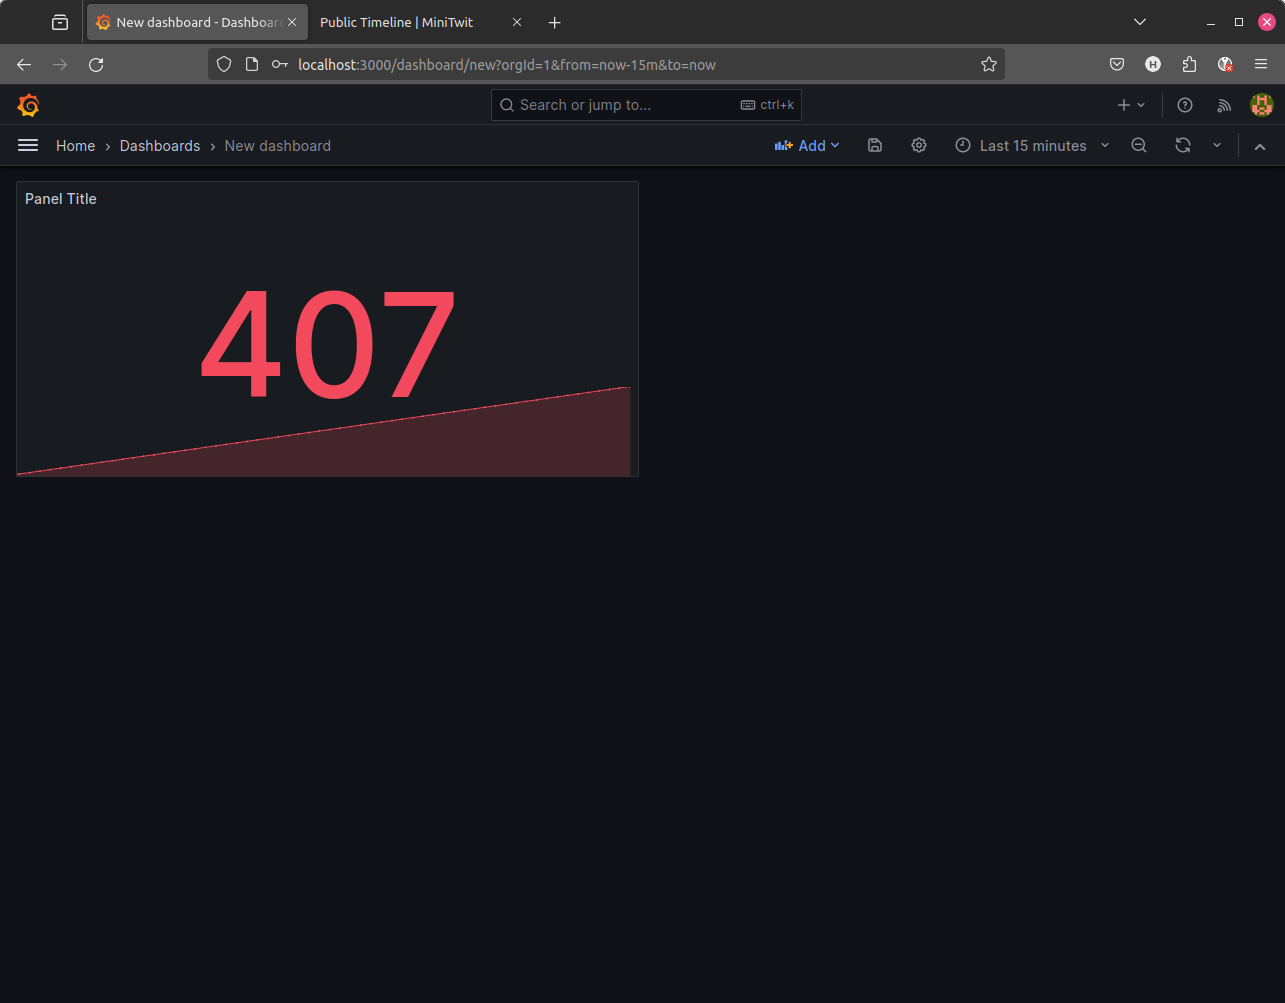 New dashboard - Dashboard
Public Timeline | MiniTwit
localhost:3000/dashboard/new?orgId=1&from=now-15m&to=now
H
Search or jump to...
ctrl+k
Home › Dashboards › New dashboard
Add
Last 15 minutes
Panel Title
407